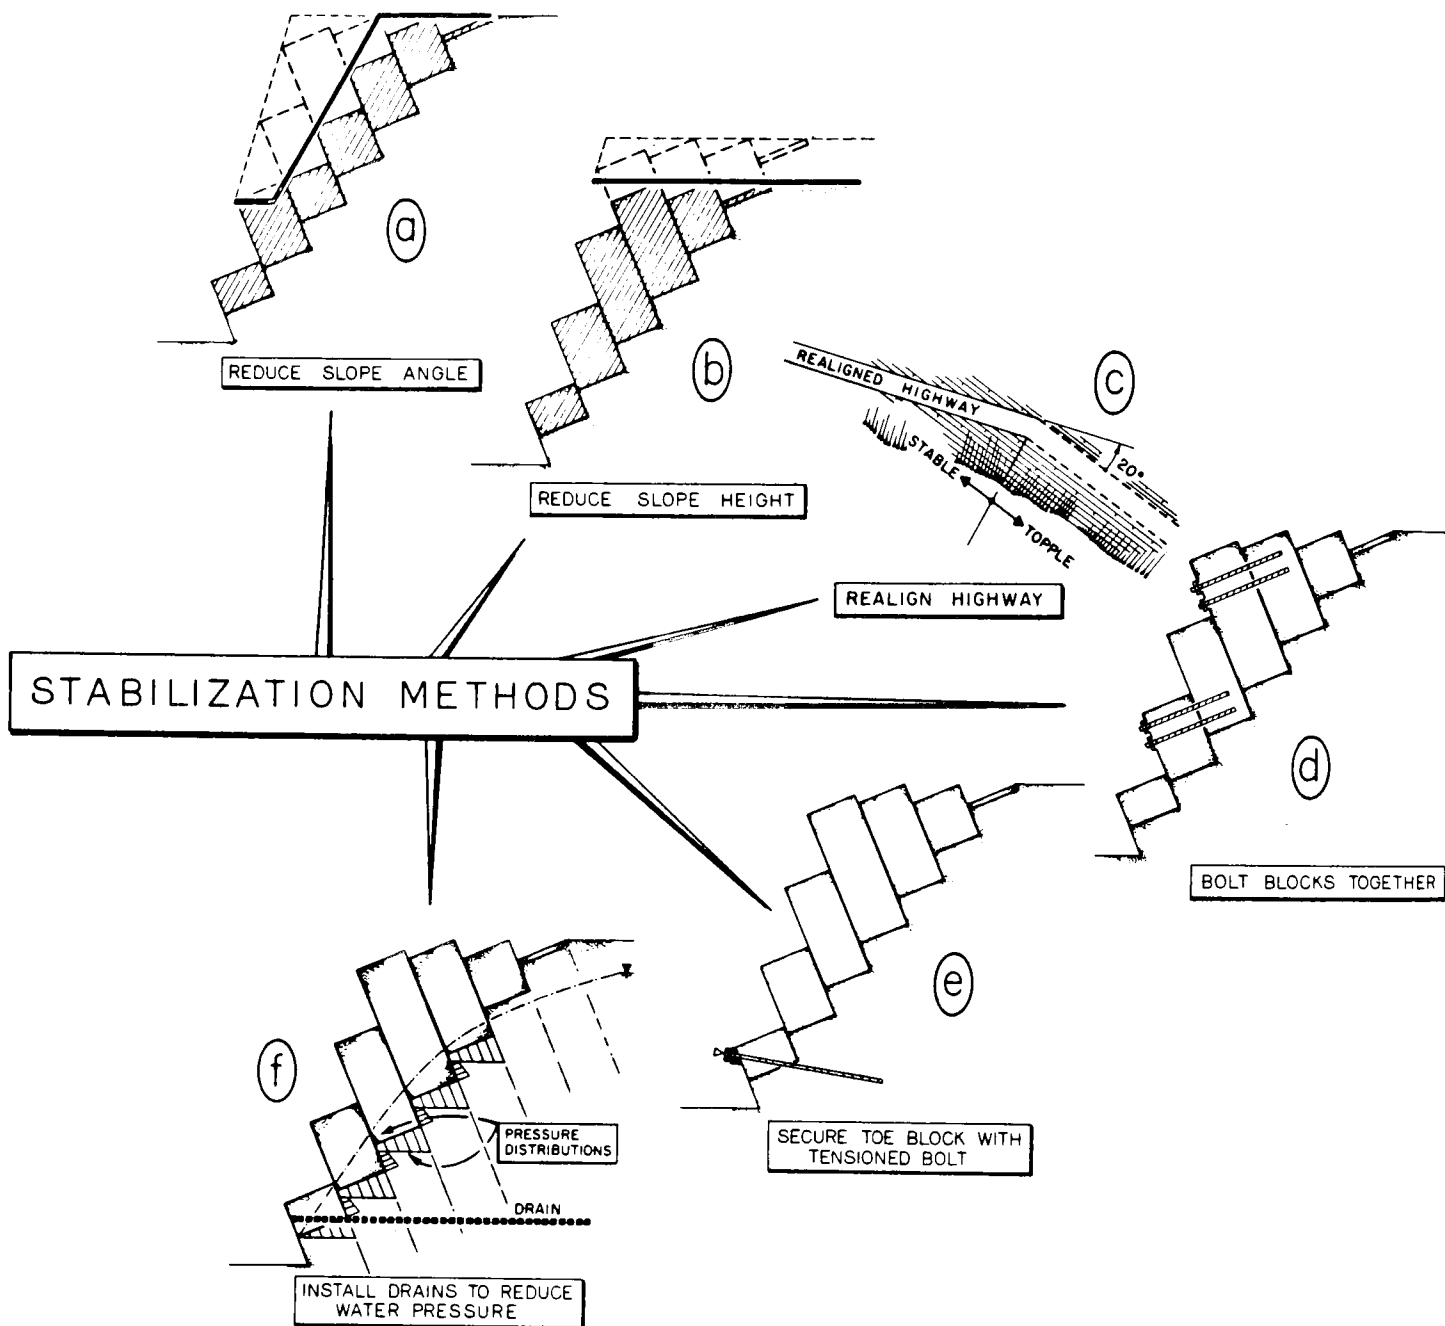 a
REDUCE SLOPE ANGLE
b
REDUCE SLOPE HEIGHT
c
REALIGNED HIGHWAY
20°
STABLE
TOPPLE
REALIGN HIGHWAY
STABILIZATION METHODS
d
BOLT BLOCKS TOGETHER
e
SECURE TOE BLOCK WITH
TENSIONED BOLT
f
PRESSURE
DISTRIBUTIONS
DRAIN
INSTALL DRAINS TO REDUCE
WATER PRESSURE